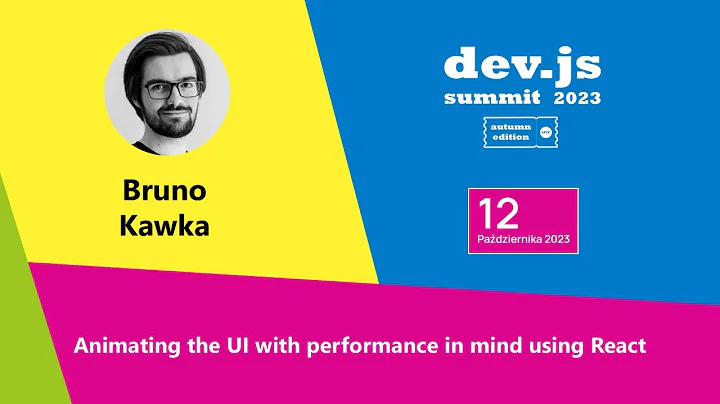 Bruno
Kawka
dev.js
summit 2023
autumn
edition
LIVE
12
Października 2023
Animating the UI with performance in mind using React